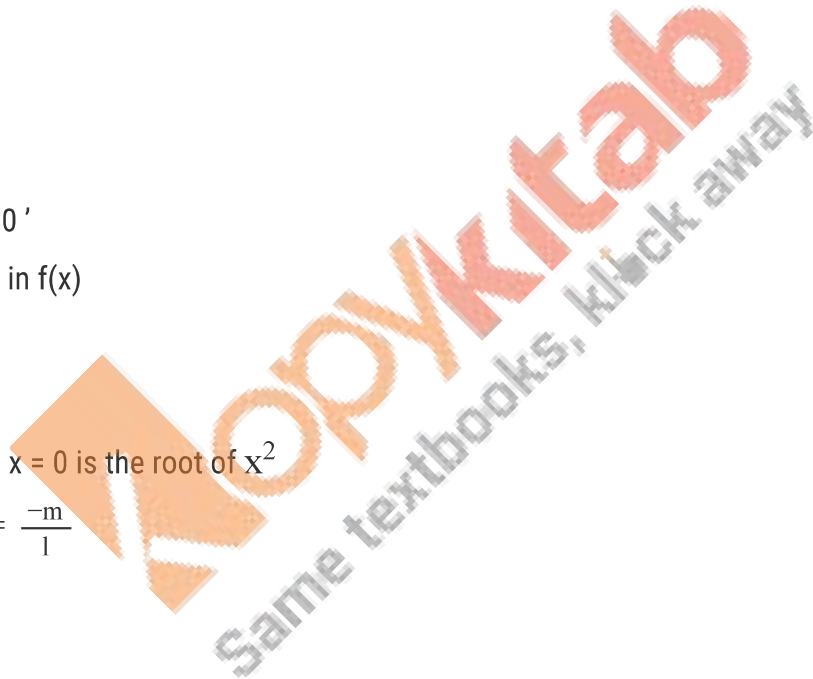 0 ’
in f(x)
x = 0 is the root of x²
= −m/l
Kopykitab
Same textbooks, klick away